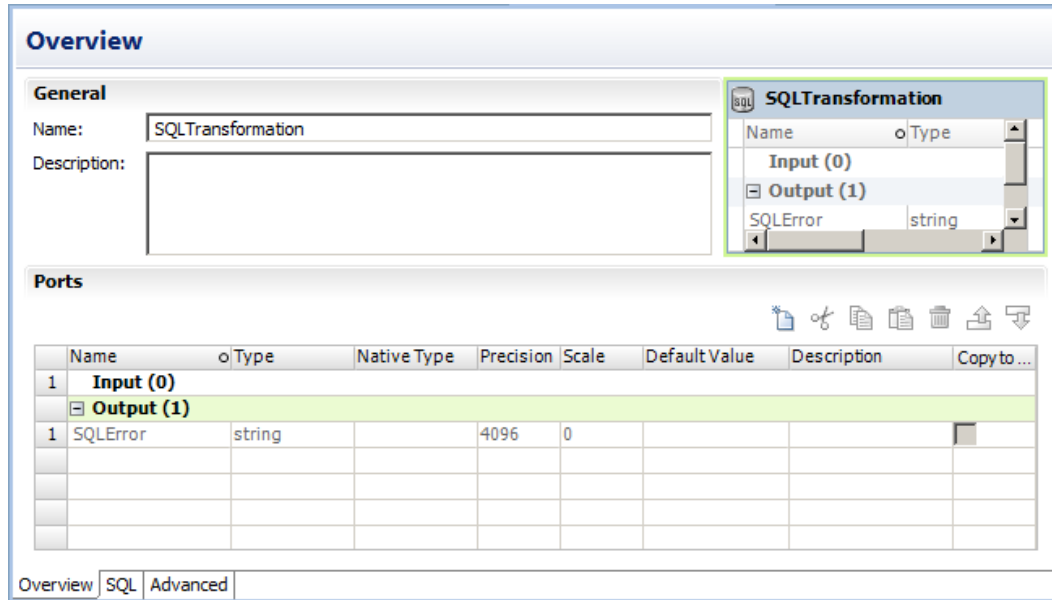 Overview
General
Name: SQLTransformation
Description:
SQL SQLTransformation
Name Type
Input (0)
Output (1)
SQLError string
Ports
Name Type Native Type Precision Scale Default Value Description Copy to ...
1 Input (0)
Output (1)
1 SQLError string 4096 0
Overview SQL Advanced